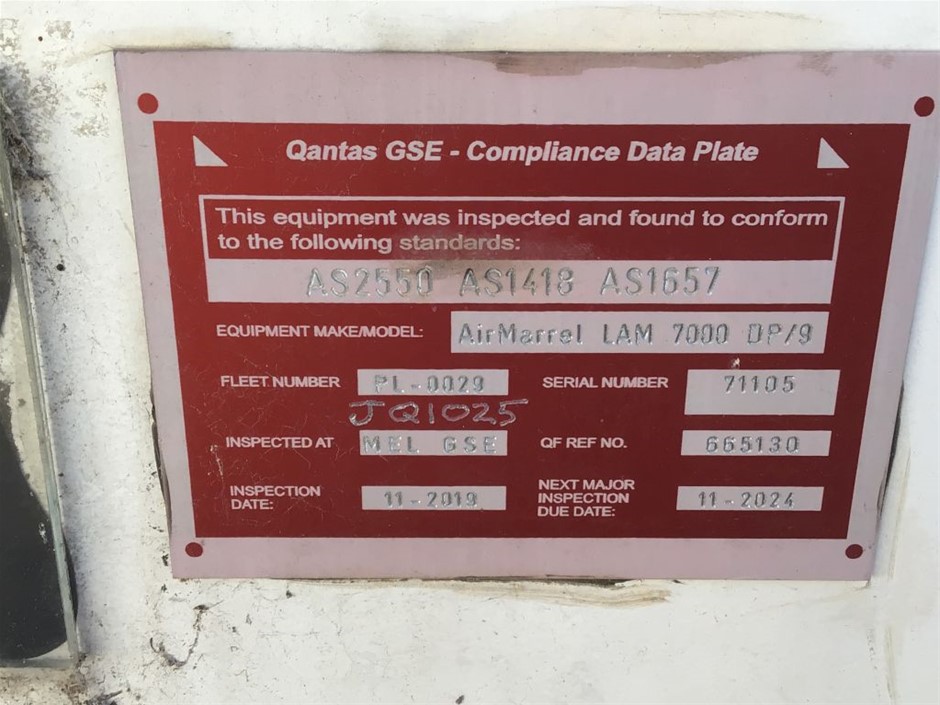 Qantas GSE - Compliance Data Plate
This equipment was inspected and found to conform
to the following standards:
AS2550 AS1418 AS1657
EQUIPMENT MAKE/MODEL: AirMarrel LAM 7000 DP/9
FLEET NUMBER PL-0029 SERIAL NUMBER 71105
JQ1025
INSPECTED AT MEL GSE QF REF NO. 665130
INSPECTION
DATE: 11-2019
NEXT MAJOR
INSPECTION
DUE DATE: 11-2024